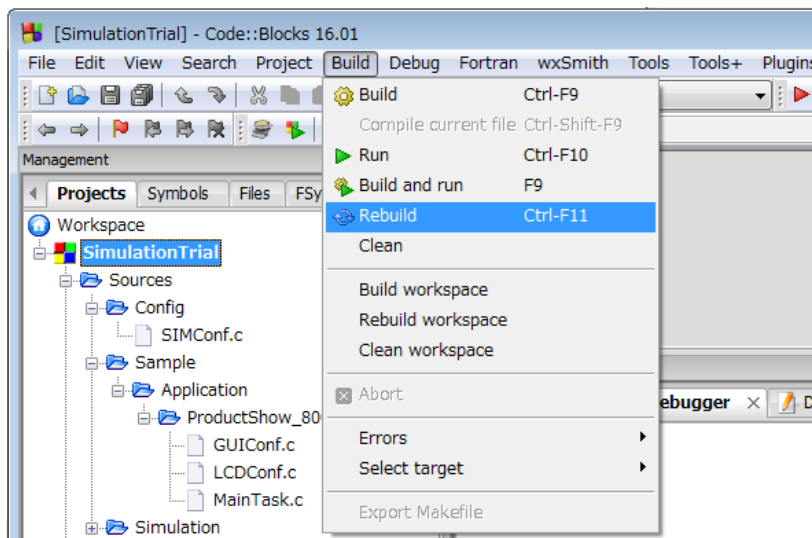 [SimulationTrial] - Code::Blocks 16.01
File Edit View Search Project Build Debug Fortran wxSmith Tools Tools+ Plugins
Management
Projects Symbols Files FSy
Workspace
SimulationTrial
Sources
Config
SIMConf.c
Sample
Application
ProductShow_80
GUIConf.c
LCDConf.c
MainTask.c
Simulation
Build Ctrl-F9
Compile current file Ctrl-Shift-F9
Run Ctrl-F10
Build and run F9
Rebuild Ctrl-F11
Clean
Build workspace
Rebuild workspace
Clean workspace
Abort
Errors
Select target
Export Makefile
ebugger
D